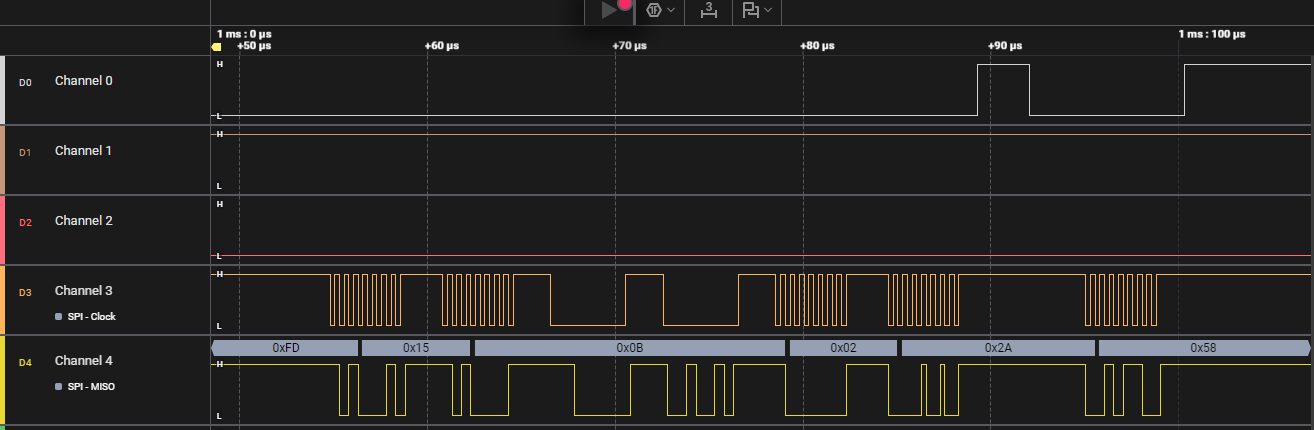 3
1 ms : 0 µs
1 ms : 100 µs
+50 µs
+60 µs
+70 µs
+80 µs
+90 µs
D0 Channel 0 H L
D1 Channel 1 H L
D2 Channel 2 H L
D3 Channel 3 H L
SPI - Clock
0xFD 0x15 0x0B 0x02 0x2A 0x58
D4 Channel 4 H L
SPI - MISO